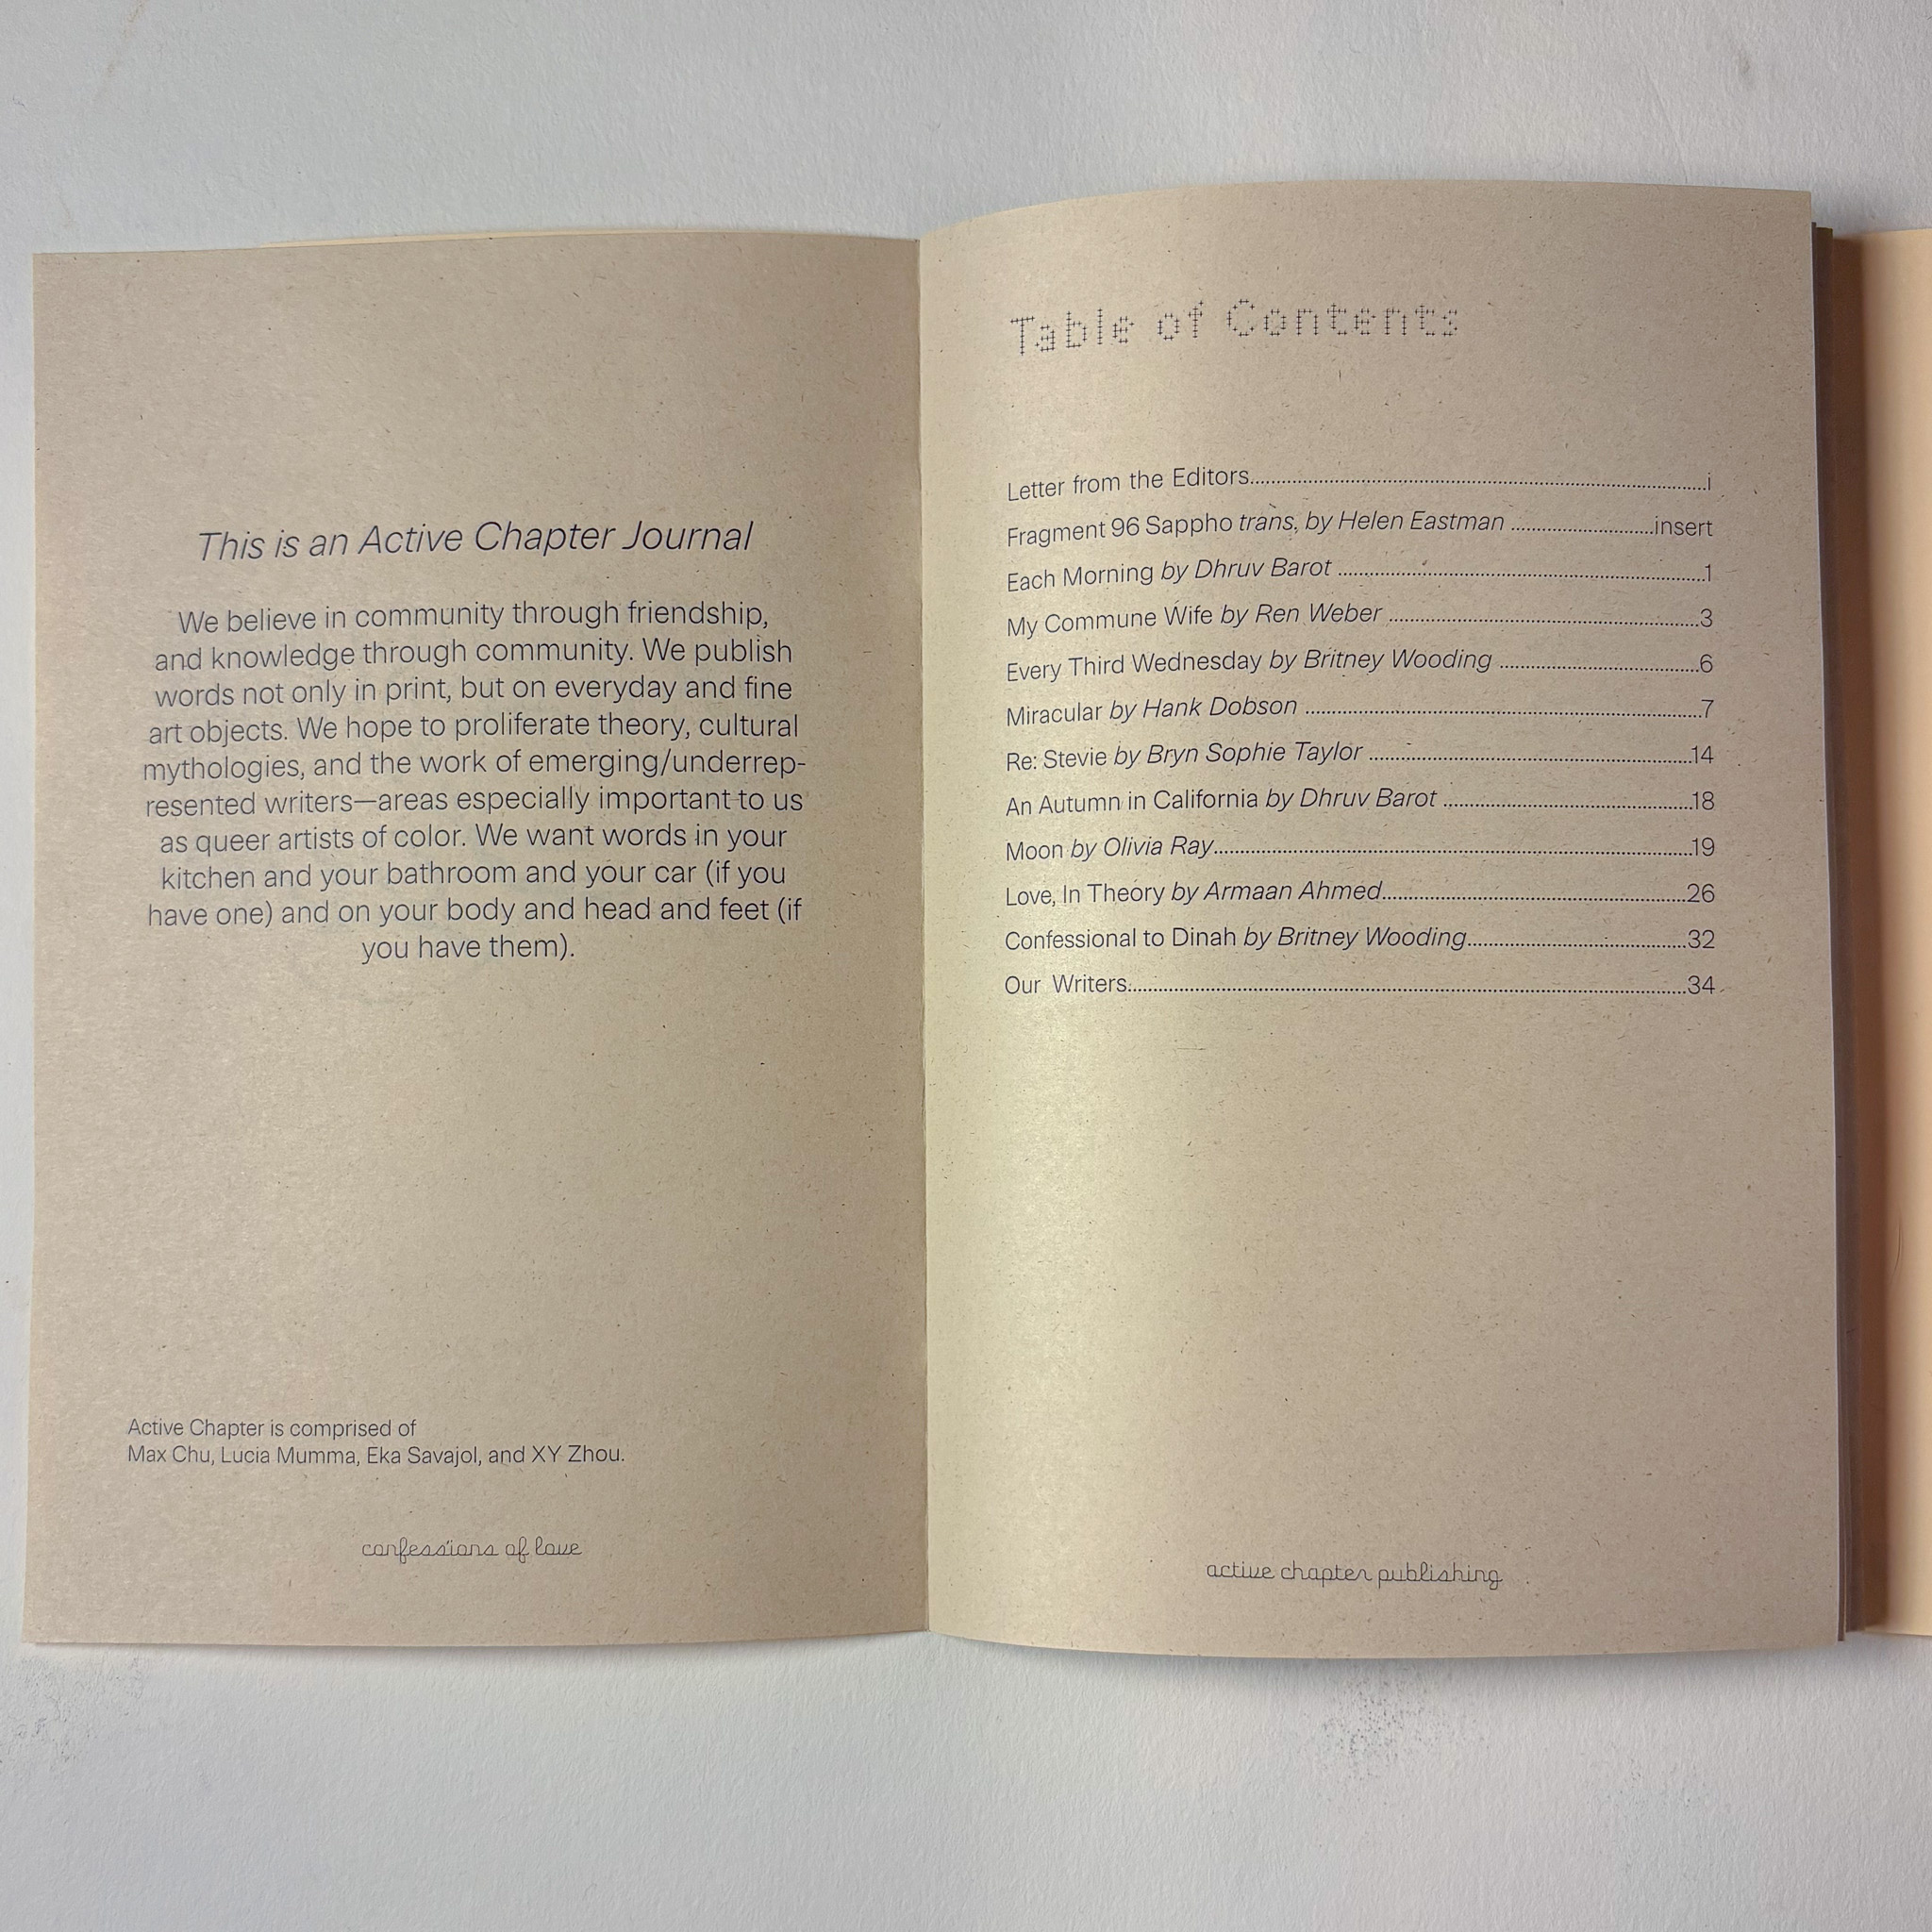 This is an Active Chapter Journal
We believe in community through friendship,
and knowledge through community. We publish
words not only in print, but on everyday and fine
art objects. We hope to proliferate theory, cultural
mythologies, and the work of emerging/underrep-
resented writers—areas especially important to us
as queer artists of color. We want words in your
kitchen and your bathroom and your car (if you
have one) and on your body and head and feet (if
you have them).
Active Chapter is comprised of
Max Chu, Lucia Mumma, Eka Savajol, and XY Zhou.
confessions of love
Table of Contents
Letter from the Editors..........i
Fragment 96 Sappho trans. by Helen Eastman ..........insert
Each Morning by Dhruv Barot ..........1
My Commune Wife by Ren Weber ..........3
Every Third Wednesday by Britney Wooding ..........6
Miracular by Hank Dobson ..........7
Re: Stevie by Bryn Sophie Taylor ..........14
An Autumn in California by Dhruv Barot ..........18
Moon by Olivia Ray..........19
Love, In Theory by Armaan Ahmed..........26
Confessional to Dinah by Britney Wooding..........32
Our Writers..........34
active chapter publishing